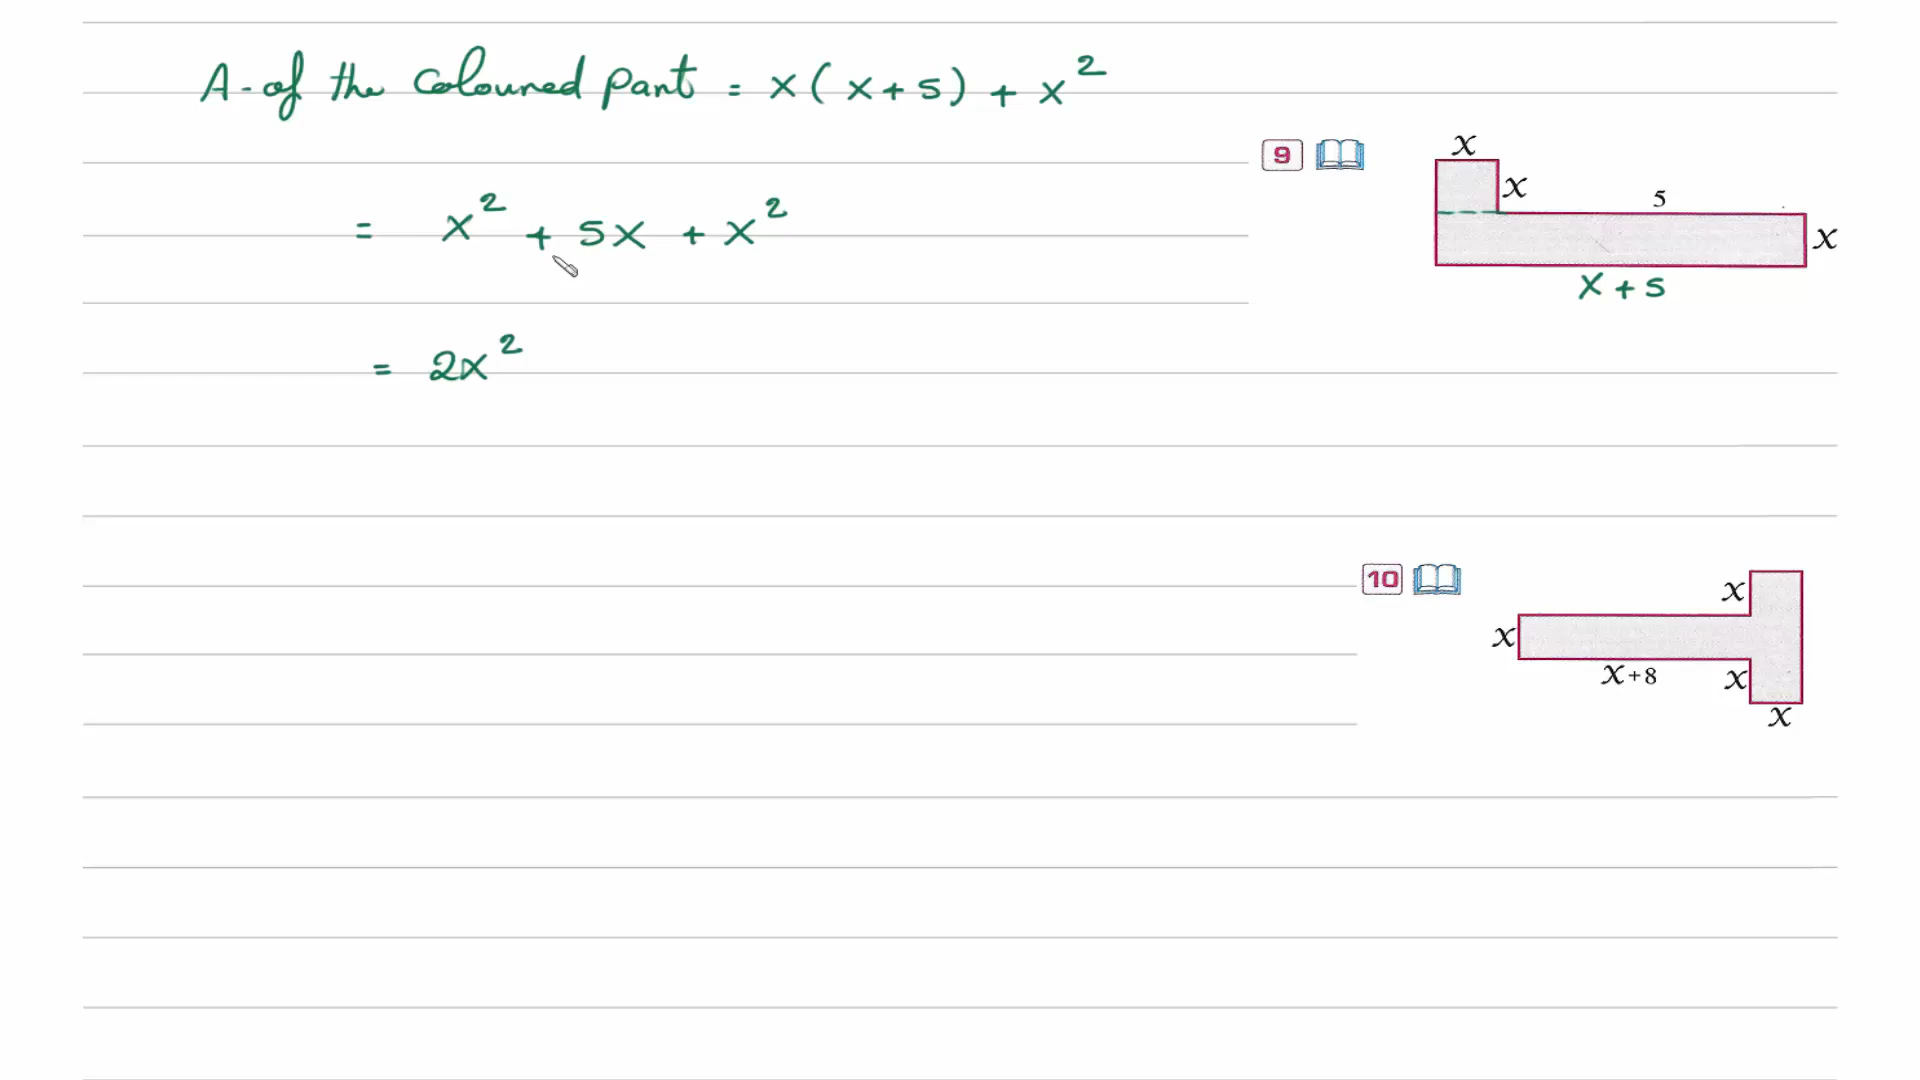 A. of the coloured part = x(x+5) + x²
9
x
x
5
x
x+5
= x² + 5x + x²
= 2x²
10
x
x
x+8
x
x